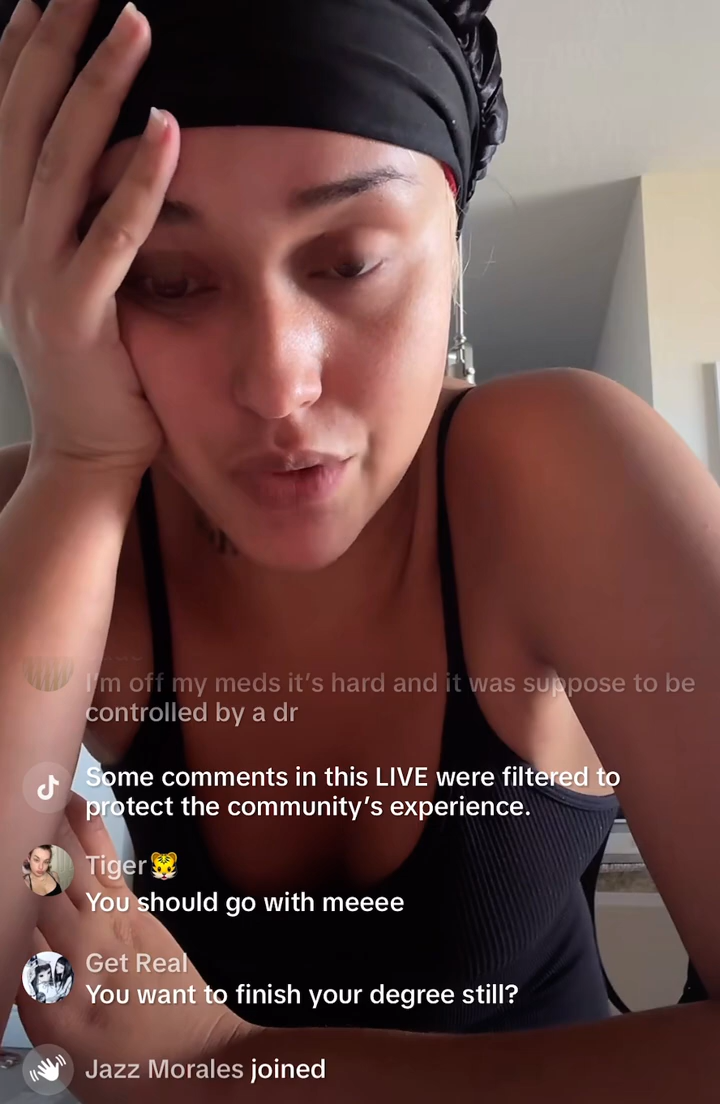 I'm off my meds it's hard and it was suppose to be
controlled by a dr
Some comments in this LIVE were filtered to
protect the community's experience.
Tiger🐯
You should go with meeee
Get Real
You want to finish your degree still?
Jazz Morales joined